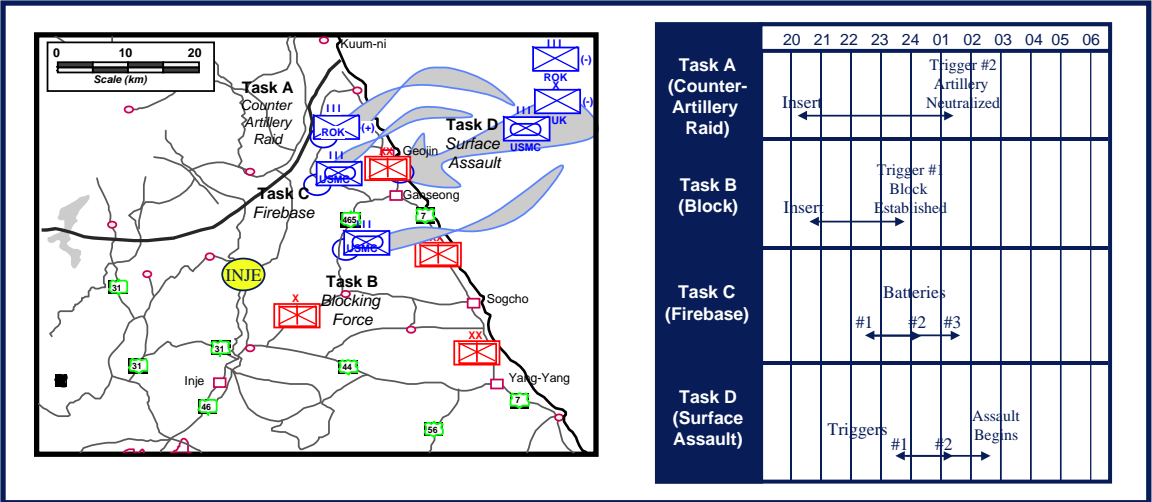 0 10 20
Scale (km)
Kuum-ni
Task A
Counter
Artillery
Raid
III
ROK
(+)
ROK
(-)
X
UK
(-)
III
USMC
Task D
Surface
Assault
XX
Geojin
III
USMC
Ganseong
Task C
Firebase
465
7
III
USMC
INJE
31
Task B
Blocking
Force
X
Sogcho
XX
31
31
44
Inje
46
Yang-Yang
7
56
20 21 22 23 24 01 02 03 04 05 06
Task A
(Counter-
Artillery
Raid)
Trigger #2
Artillery
Neutralized
Insert
Task B
(Block)
Trigger #1
Block
Established
Insert
Task C
(Firebase)
Batteries
#1 #2 #3
Task D
(Surface
Assault)
Triggers
#1 #2
Assault
Begins